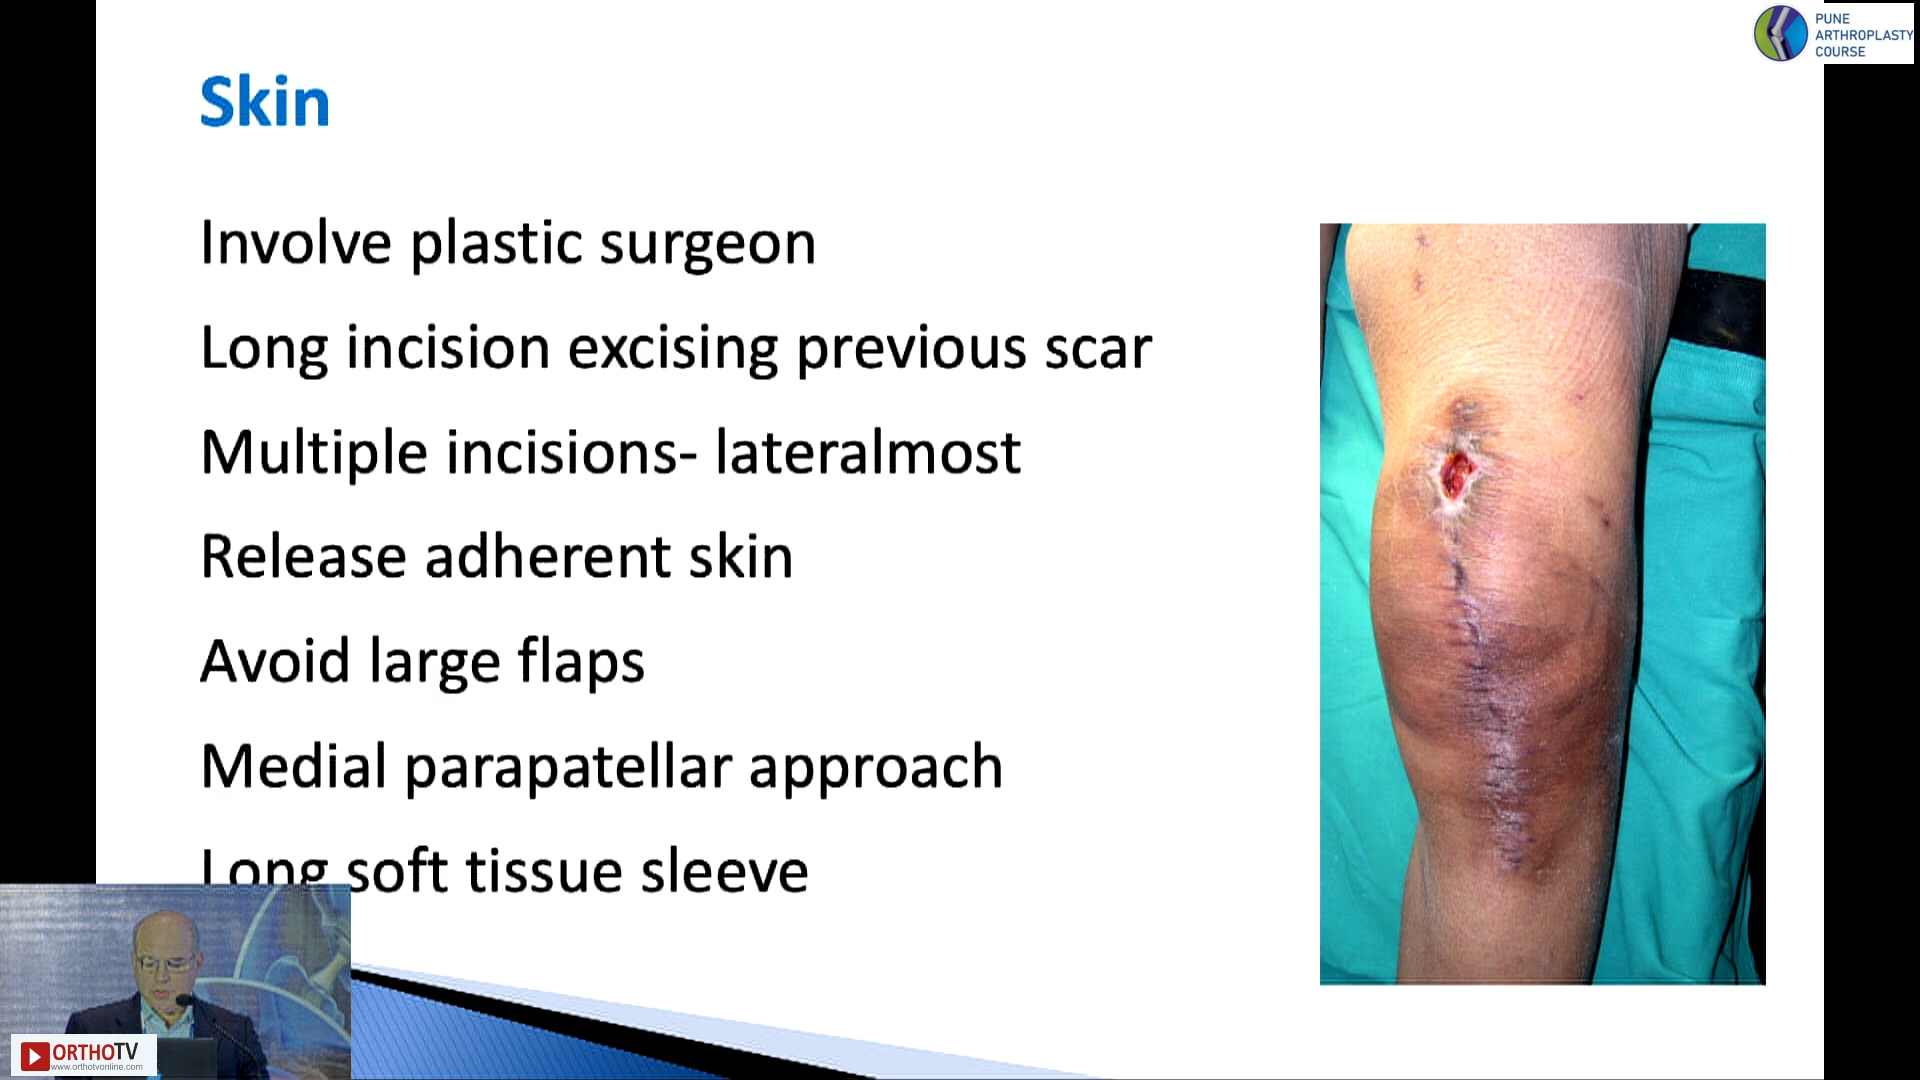 PUNE
ARTHROPLASTY
COURSE
Skin
Involve plastic surgeon
Long incision excising previous scar
Multiple incisions- lateralmost
Release adherent skin
Avoid large flaps
Medial parapatellar approach
Long soft tissue sleeve
ORTHOTV
www.orthotvonline.com